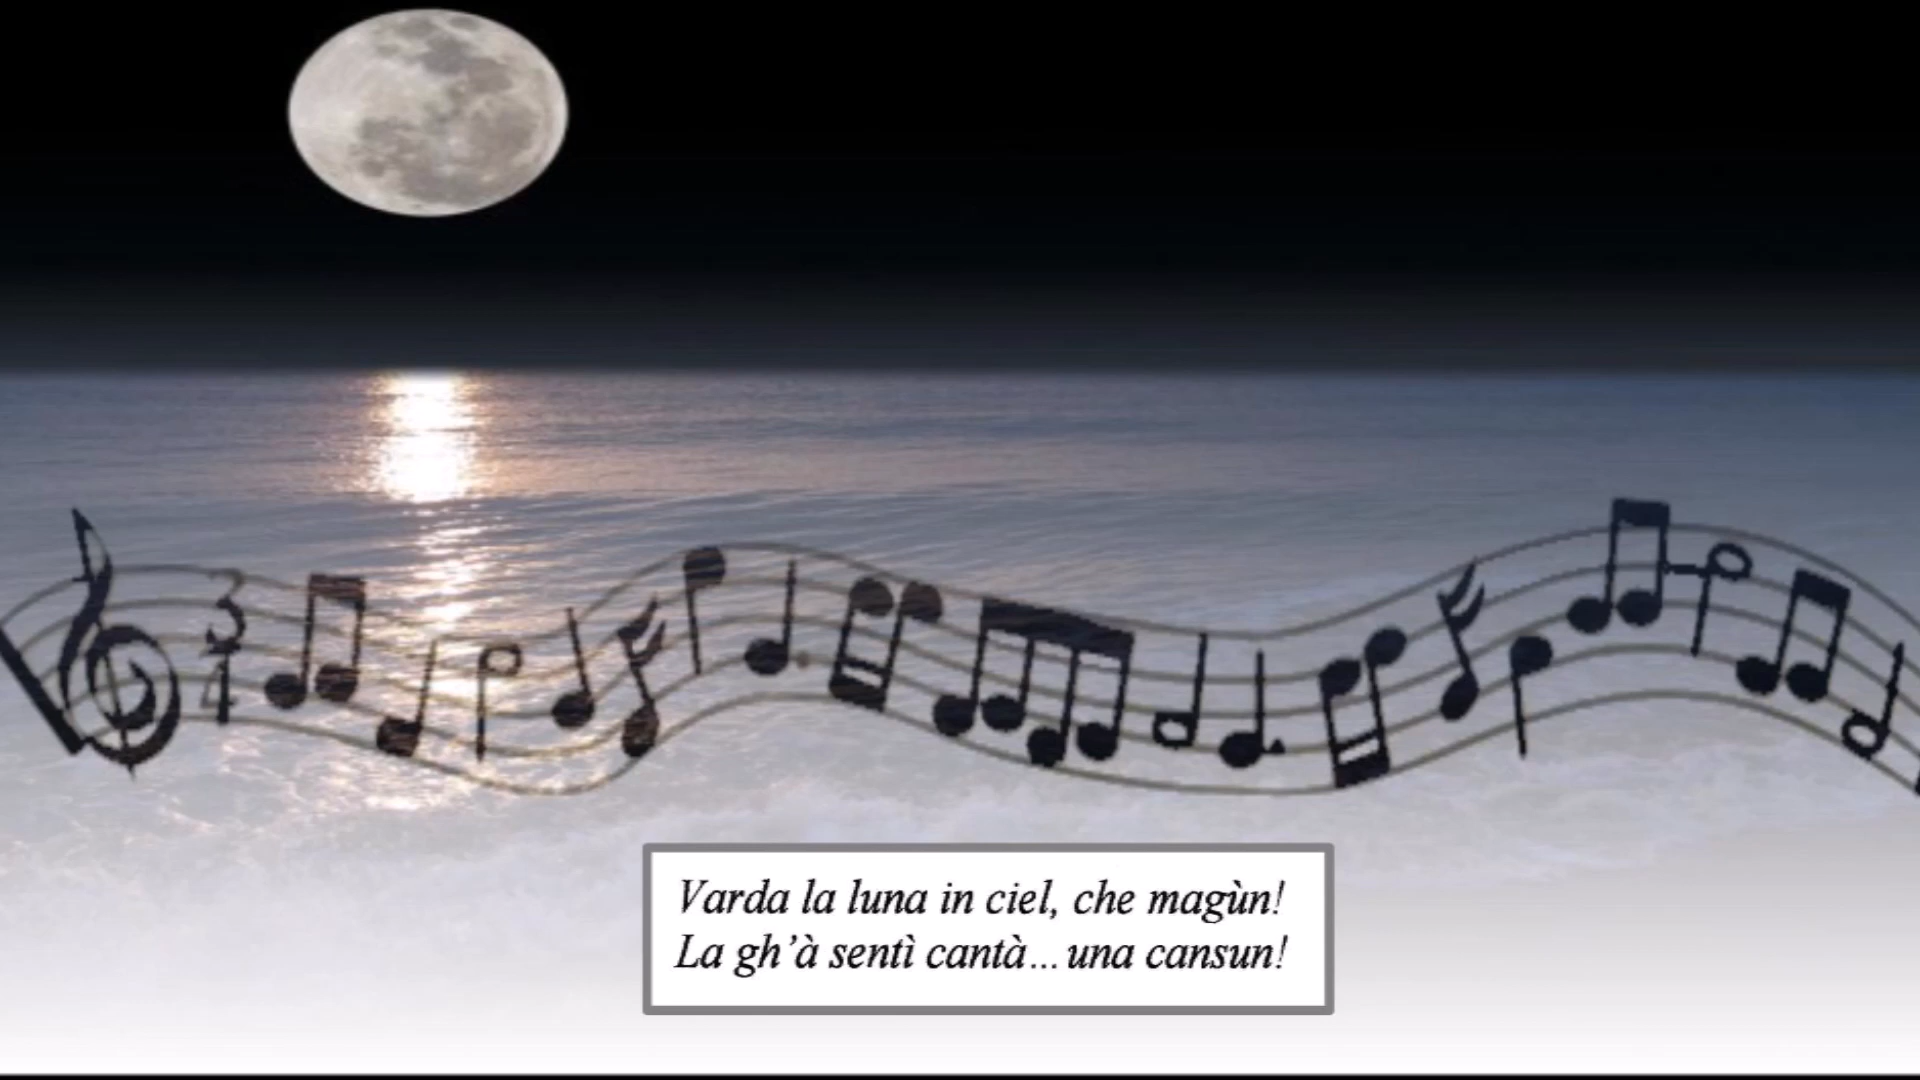 Varda la luna in ciel, che magùn!
La gh’à sentì cantà...una cansun!